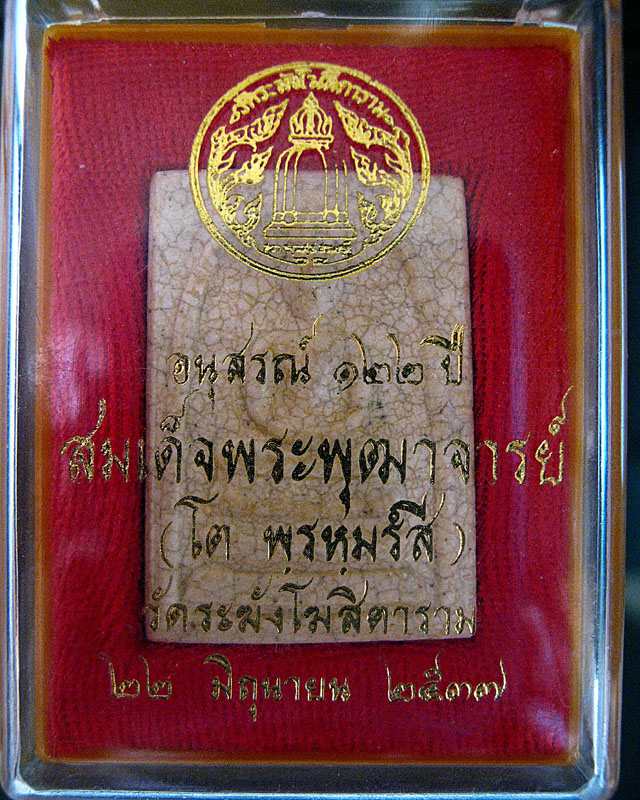 วัดระฆังโฆสิตาราม
อนุสรณ์ ๑๒๒ ปี
สมเด็จพระพุฒาจารย์
(โต พฺรหฺมรํสี)
วัดระฆังโฆสิตาราม
๒๒ มิถุนายน ๒๕๓๗